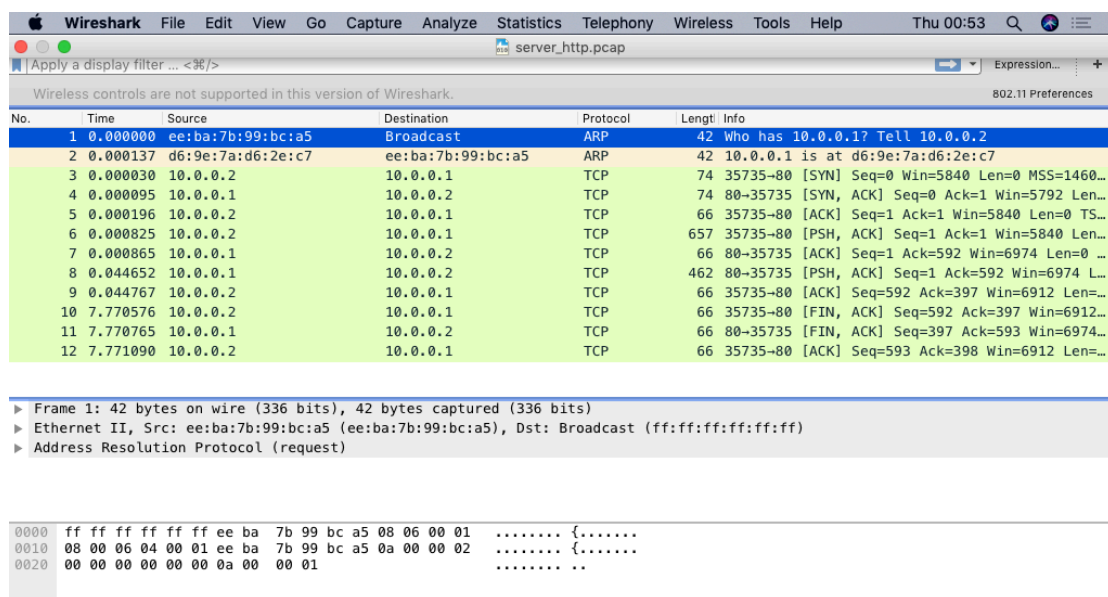 Wireshark File Edit View Go Capture Analyze Statistics Telephony Wireless Tools Help Thu 00:53
server_http.pcap
Apply a display filter ... <⌘/> Expression... +
Wireless controls are not supported in this version of Wireshark. 802.11 Preferences
No. Time Source Destination Protocol Lengtl Info
1 0.000000 ee:ba:7b:99:bc:a5 Broadcast ARP 42 Who has 10.0.0.1? Tell 10.0.0.2
2 0.000137 d6:9e:7a:d6:2e:c7 ee:ba:7b:99:bc:a5 ARP 42 10.0.0.1 is at d6:9e:7a:d6:2e:c7
3 0.000030 10.0.0.2 10.0.0.1 TCP 74 35735→80 [SYN] Seq=0 Win=5840 Len=0 MSS=1460…
4 0.000095 10.0.0.1 10.0.0.2 TCP 74 80→35735 [SYN, ACK] Seq=0 Ack=1 Win=5792 Len…
5 0.000196 10.0.0.2 10.0.0.1 TCP 66 35735→80 [ACK] Seq=1 Ack=1 Win=5840 Len=0 TS…
6 0.000825 10.0.0.2 10.0.0.1 TCP 657 35735→80 [PSH, ACK] Seq=1 Ack=1 Win=5840 Len…
7 0.000865 10.0.0.1 10.0.0.2 TCP 66 80→35735 [ACK] Seq=1 Ack=592 Win=6974 Len=0 …
8 0.044652 10.0.0.1 10.0.0.2 TCP 462 80→35735 [PSH, ACK] Seq=1 Ack=592 Win=6974 L…
9 0.044767 10.0.0.2 10.0.0.1 TCP 66 35735→80 [ACK] Seq=592 Ack=397 Win=6912 Len=…
10 7.770576 10.0.0.2 10.0.0.1 TCP 66 35735→80 [FIN, ACK] Seq=592 Ack=397 Win=6912…
11 7.770765 10.0.0.1 10.0.0.2 TCP 66 80→35735 [FIN, ACK] Seq=397 Ack=593 Win=6974…
12 7.771090 10.0.0.2 10.0.0.1 TCP 66 35735→80 [ACK] Seq=593 Ack=398 Win=6912 Len=…
Frame 1: 42 bytes on wire (336 bits), 42 bytes captured (336 bits)
Ethernet II, Src: ee:ba:7b:99:bc:a5 (ee:ba:7b:99:bc:a5), Dst: Broadcast (ff:ff:ff:ff:ff:ff)
Address Resolution Protocol (request)
0000 ff ff ff ff ff ff ee ba 7b 99 bc a5 08 06 00 01 ........ {.......
0010 08 00 06 04 00 01 ee ba 7b 99 bc a5 0a 00 00 02 ........ {.......
0020 00 00 00 00 00 00 0a 00 00 01 ........ ..